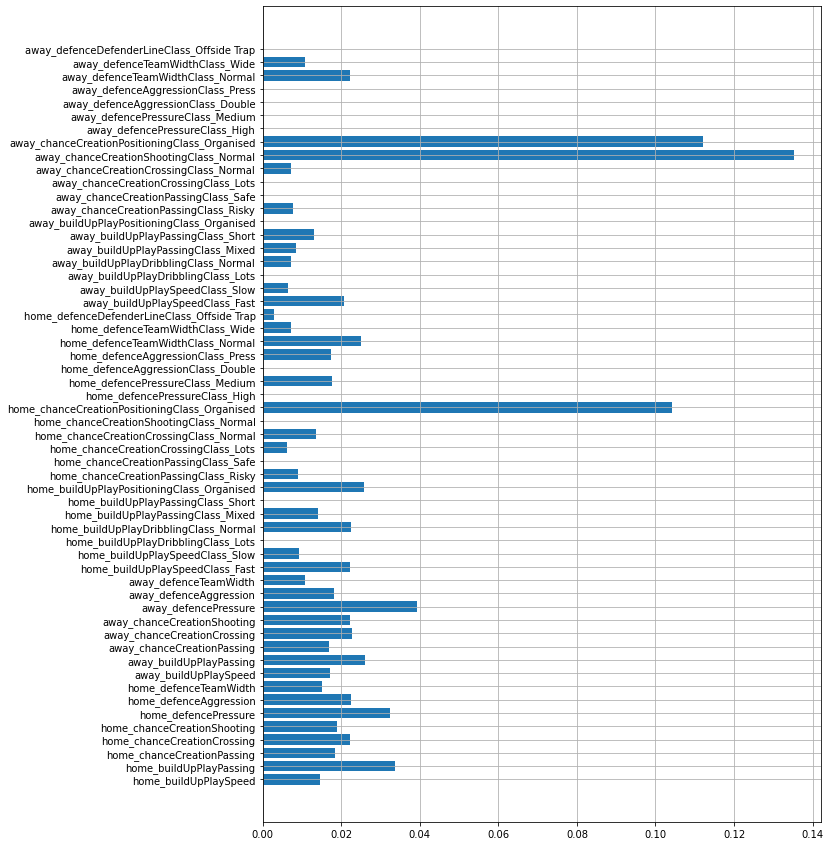 away_defenceDefenderLineClass_Offside Trap
away_defenceTeamWidthClass_Wide
away_defenceTeamWidthClass_Normal
away_defenceAggressionClass_Press
away_defenceAggressionClass_Double
away_defencePressureClass_Medium
away_defencePressureClass_High
away_chanceCreationPositioningClass_Organised
away_chanceCreationShootingClass_Normal
away_chanceCreationCrossingClass_Normal
away_chanceCreationCrossingClass_Lots
away_chanceCreationPassingClass_Safe
away_chanceCreationPassingClass_Risky
away_buildUpPlayPositioningClass_Organised
away_buildUpPlayPassingClass_Short
away_buildUpPlayPassingClass_Mixed
away_buildUpPlayDribblingClass_Normal
away_buildUpPlayDribblingClass_Lots
away_buildUpPlaySpeedClass_Slow
away_buildUpPlaySpeedClass_Fast
home_defenceDefenderLineClass_Offside Trap
home_defenceTeamWidthClass_Wide
home_defenceTeamWidthClass_Normal
home_defenceAggressionClass_Press
home_defenceAggressionClass_Double
home_defencePressureClass_Medium
home_defencePressureClass_High
home_chanceCreationPositioningClass_Organised
home_chanceCreationShootingClass_Normal
home_chanceCreationCrossingClass_Normal
home_chanceCreationCrossingClass_Lots
home_chanceCreationPassingClass_Safe
home_chanceCreationPassingClass_Risky
home_buildUpPlayPositioningClass_Organised
home_buildUpPlayPassingClass_Short
home_buildUpPlayPassingClass_Mixed
home_buildUpPlayDribblingClass_Normal
home_buildUpPlayDribblingClass_Lots
home_buildUpPlaySpeedClass_Slow
home_buildUpPlaySpeedClass_Fast
away_defenceTeamWidth
away_defenceAggression
away_defencePressure
away_chanceCreationShooting
away_chanceCreationCrossing
away_chanceCreationPassing
away_buildUpPlayPassing
away_buildUpPlaySpeed
home_defenceTeamWidth
home_defenceAggression
home_defencePressure
home_chanceCreationShooting
home_chanceCreationCrossing
home_chanceCreationPassing
home_buildUpPlayPassing
home_buildUpPlaySpeed
0.00 0.02 0.04 0.06 0.08 0.10 0.12 0.14